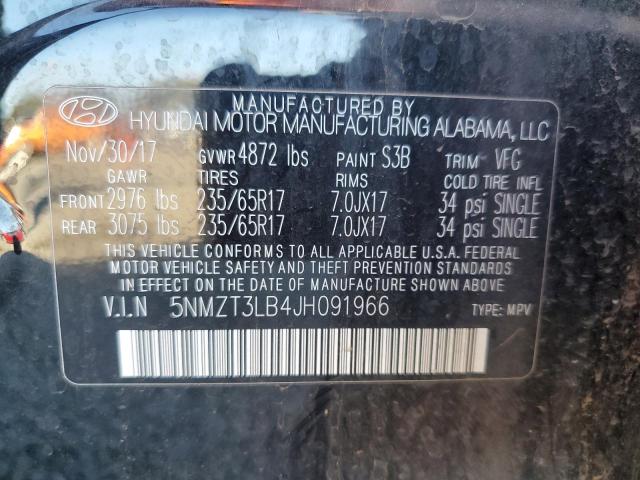 MANUFACTURED BY
HYUNDAI MOTOR MANUFACTURING ALABAMA, LLC
Nov/30/17 GVWR 4872 lbs PAINT S3B TRIM VFG
GAWR TIRES RIMS COLD TIRE INFL
FRONT 2976 lbs 235/65R17 7.0JX17 34 psi SINGLE
REAR 3075 lbs 235/65R17 7.0JX17 34 psi SINGLE
THIS VEHICLE CONFORMS TO ALL APPLICABLE U.S.A. FEDERAL
MOTOR VEHICLE SAFETY AND THEFT PREVENTION STANDARDS
IN EFFECT ON THE DATE OF MANUFACTURE SHOWN ABOVE.
V.I.N 5NMZT3LB4JH091966 TYPE: MPV